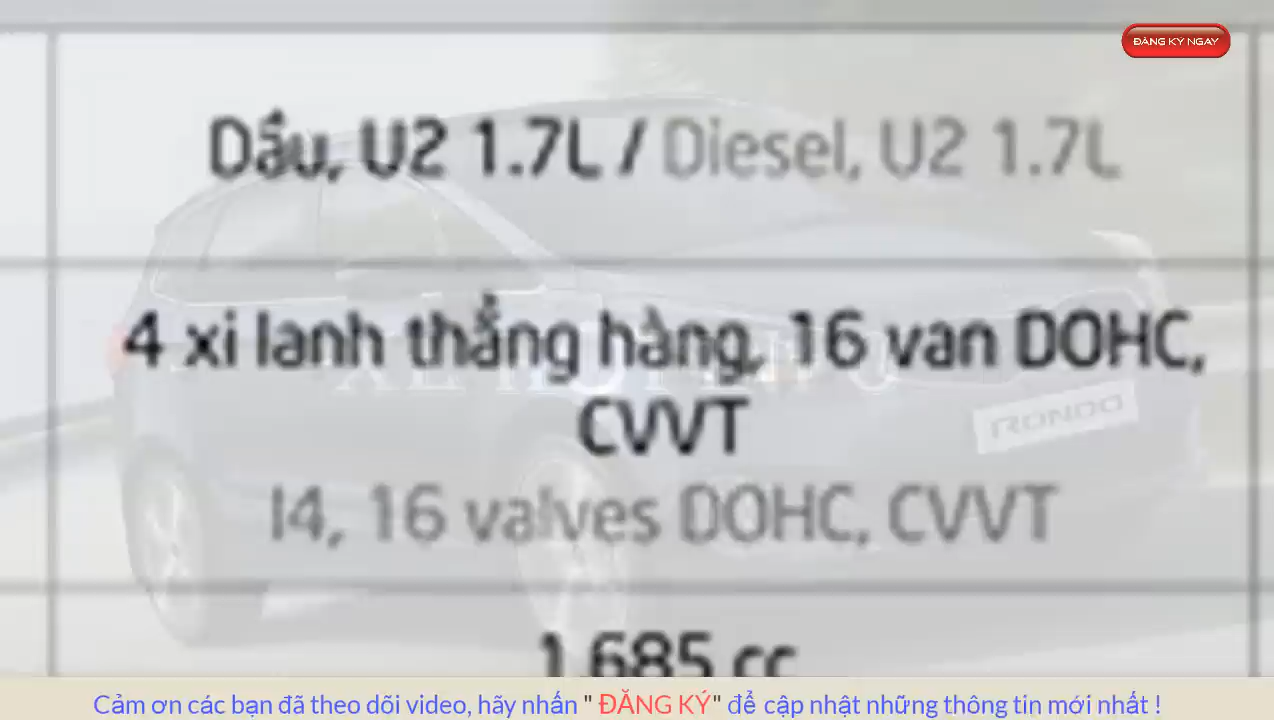 ĐĂNG KÝ NGAY
Dầu, U2 1.7L / Diesel, U2 1.7L
4 xi lanh thẳng hàng, 16 van DOHC,
CVVT
I4, 16 valves DOHC, CVVT
RONDO
1.685 cc
Cảm ơn các bạn đã theo dõi video, hãy nhấn " ĐĂNG KÝ" để cập nhật những thông tin mới nhất !